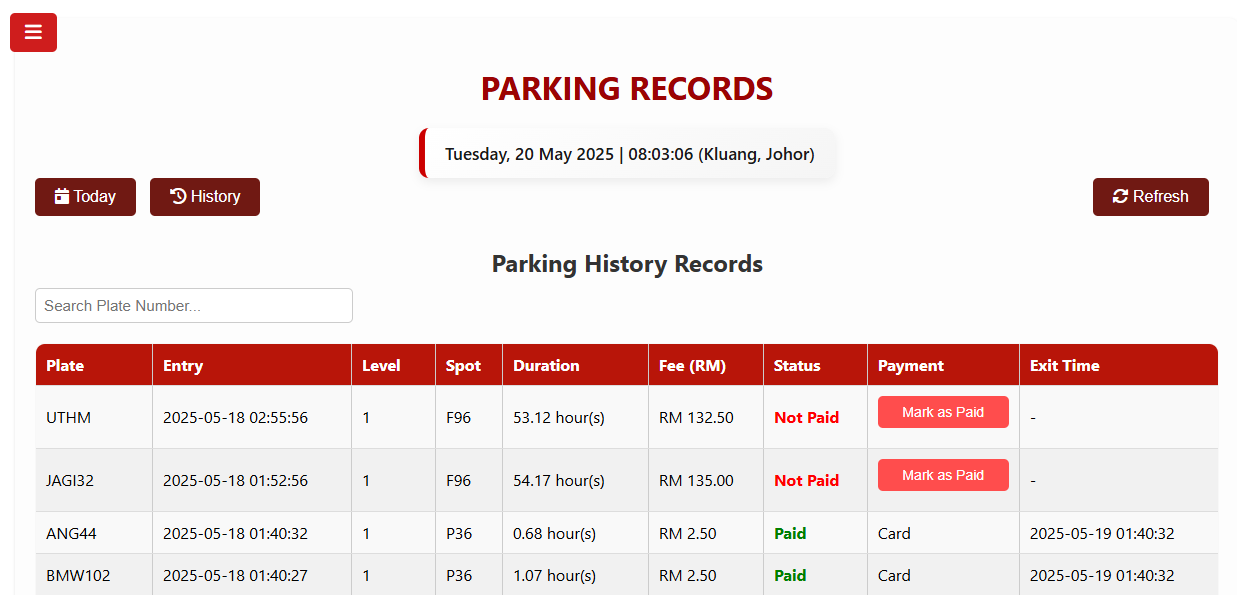 PARKING RECORDS
Tuesday, 20 May 2025 | 08:03:06 (Kluang, Johor)
Today History Refresh
Parking History Records
Search Plate Number...
Plate Entry Level Spot Duration Fee (RM) Status Payment Exit Time
UTHM 2025-05-18 02:55:56 1 F96 53.12 hour(s) RM 132.50 Not Paid Mark as Paid -
JAGI32 2025-05-18 01:52:56 1 F96 54.17 hour(s) RM 135.00 Not Paid Mark as Paid -
ANG44 2025-05-18 01:40:32 1 P36 0.68 hour(s) RM 2.50 Paid Card 2025-05-19 01:40:32
BMW102 2025-05-18 01:40:27 1 P36 1.07 hour(s) RM 2.50 Paid Card 2025-05-19 01:40:32